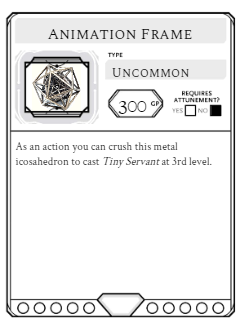 ANIMATION FRAME
TYPE
UNCOMMON
300 GP
REQUIRES
ATTUNEMENT?
YES NO
As an action you can crush this metal
icosahedron to cast Tiny Servant at 3rd level.